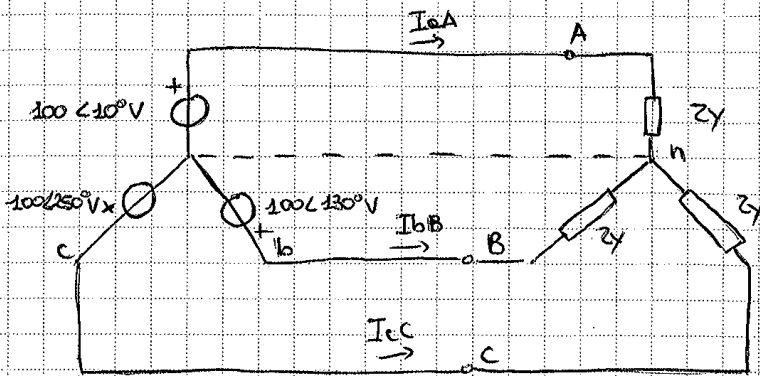 IaA
A
+
100 <10°V
Zy
n
100<250°V
100<130°V
+
Zy
Zy
c
b
IbB
B
IcC
C